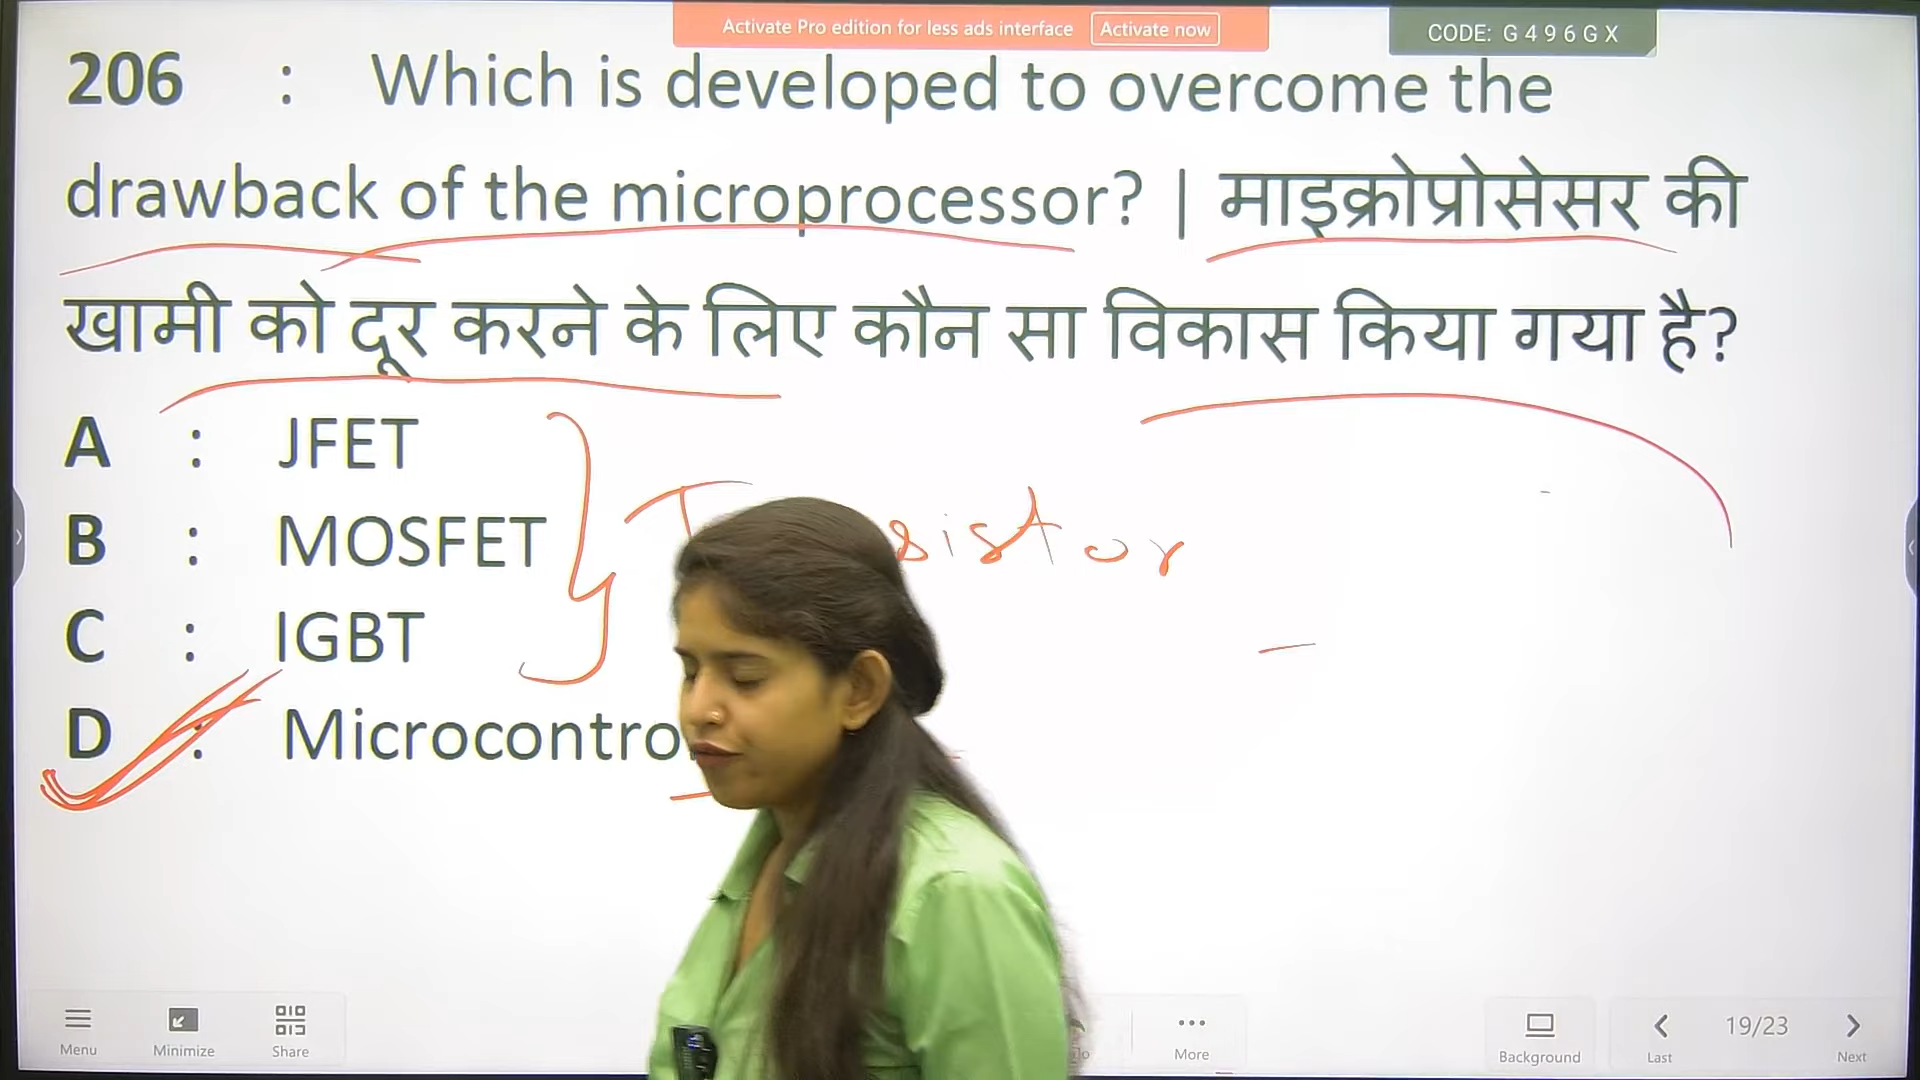 Activate Pro edition for less ads interface Activate now
CODE: G496GX
206 : Which is developed to overcome the
drawback of the microprocessor? | माइक्रोप्रोसेसर की
खामी को दूर करने के लिए कौन सा विकास किया गया है?
A : JFET
B : MOSFET
C : IGBT
D :
Menu
Minimize
Share
More
Background
Last
19/23
Next